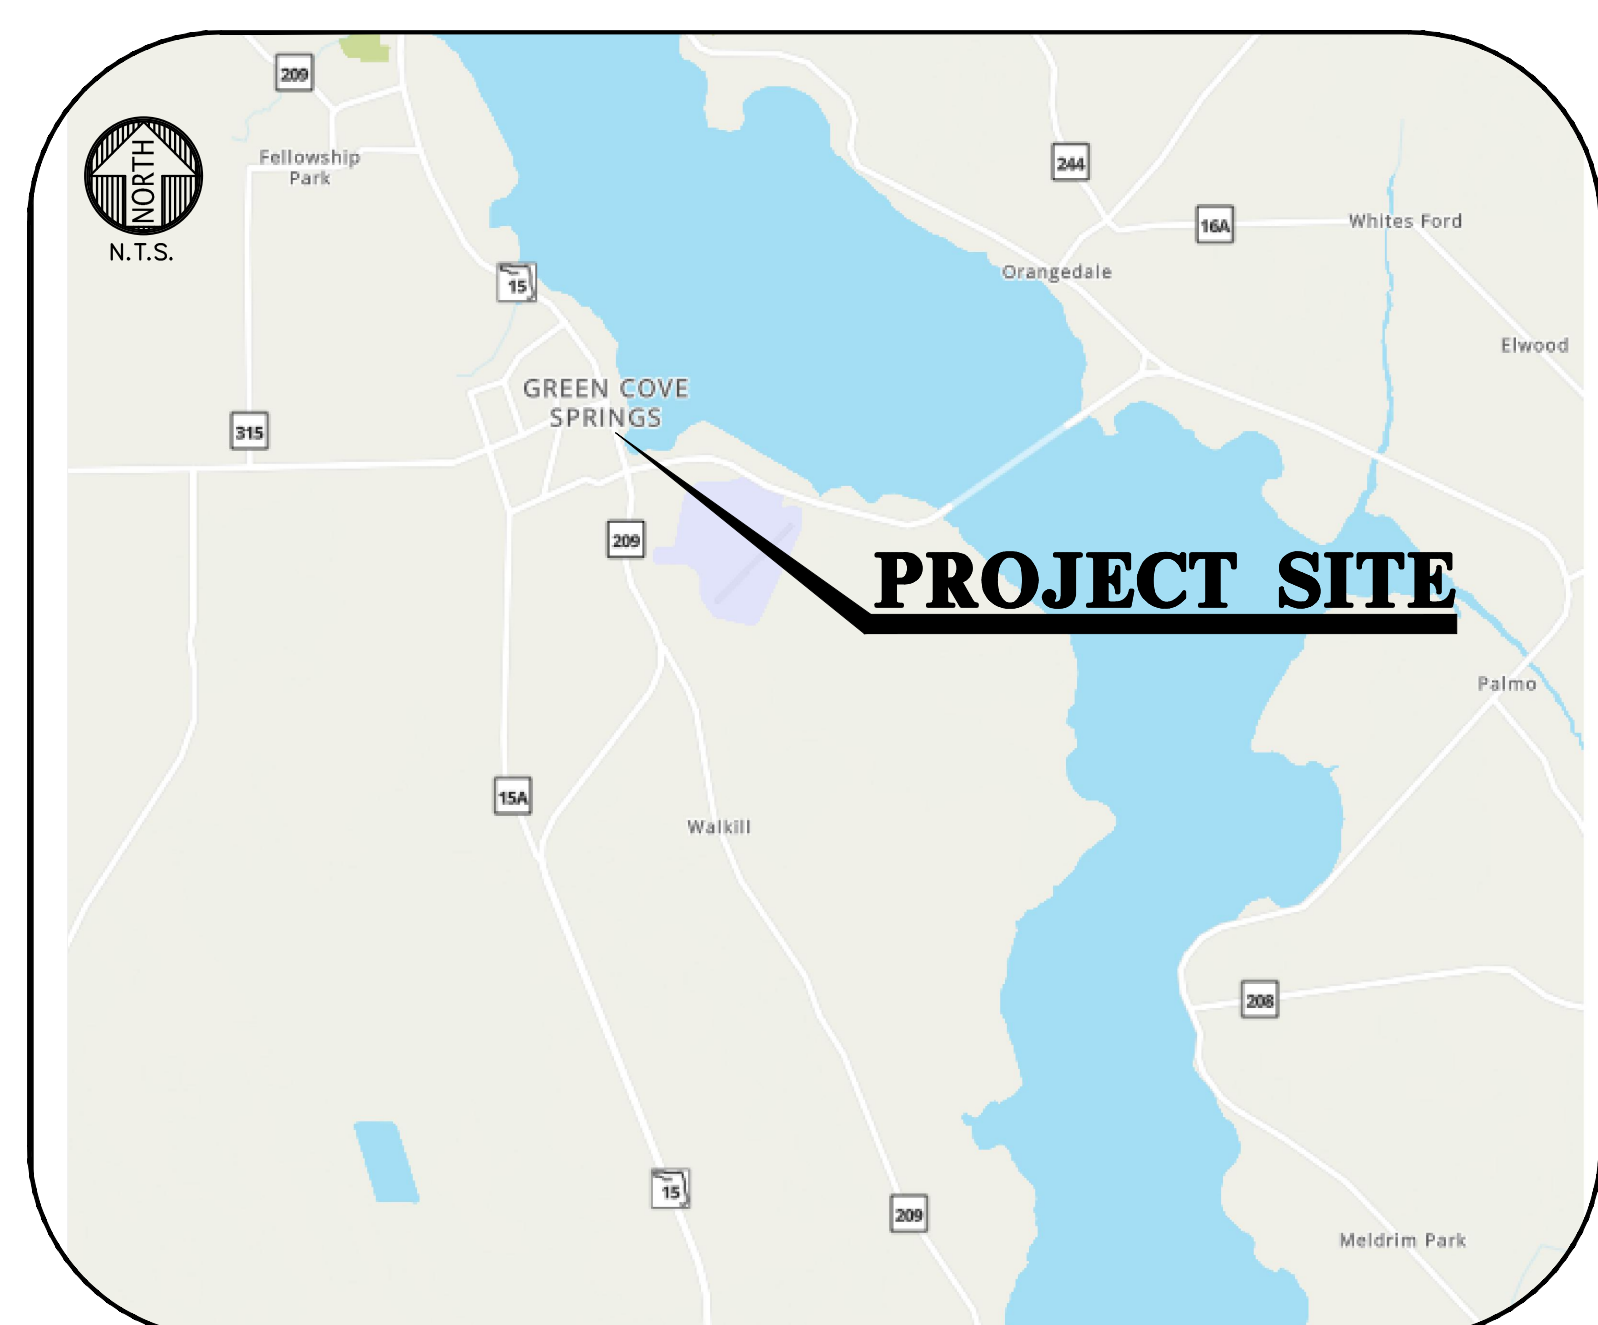 209
NORTH
N.T.S.
Fellowship
Park
244
16A
Whites Ford
Orangedale
15
Elwood
GREEN COVE
SPRINGS
315
209
PROJECT SITE
Palmo
15A
Walkill
208
15
209
Meldrim Park